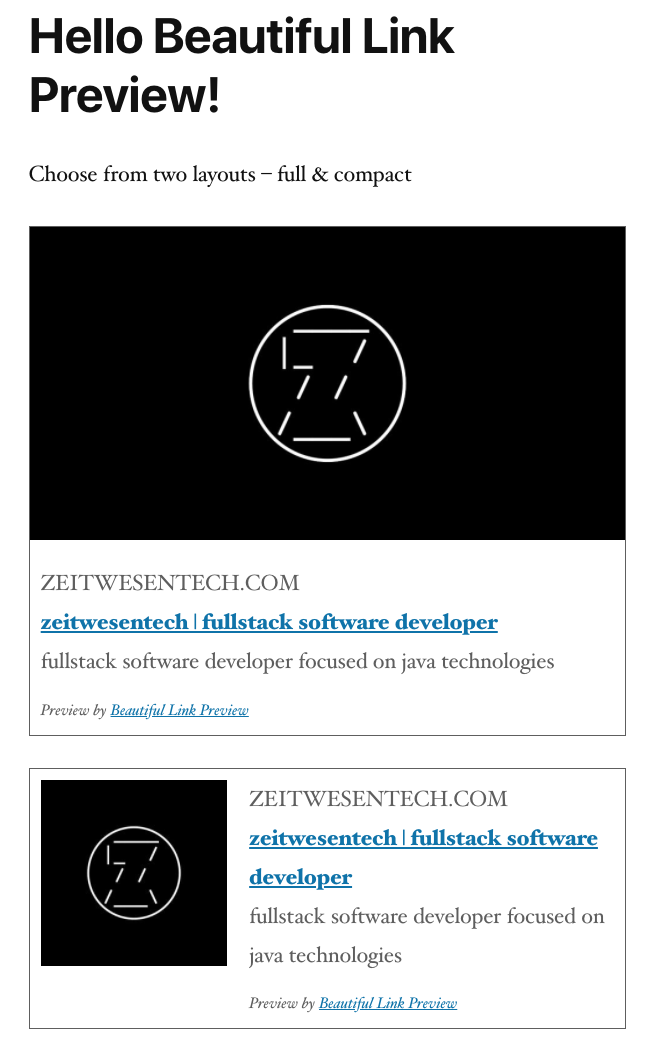 Hello Beautiful Link
Preview!
Choose from two layouts – full & compact
ZEITWESENTECH.COM
zeitwesentech | fullstack software developer
fullstack software developer focused on java technologies
Preview by Beautiful Link Preview
ZEITWESENTECH.COM
zeitwesentech | fullstack software
developer
fullstack software developer focused on
java technologies
Preview by Beautiful Link Preview